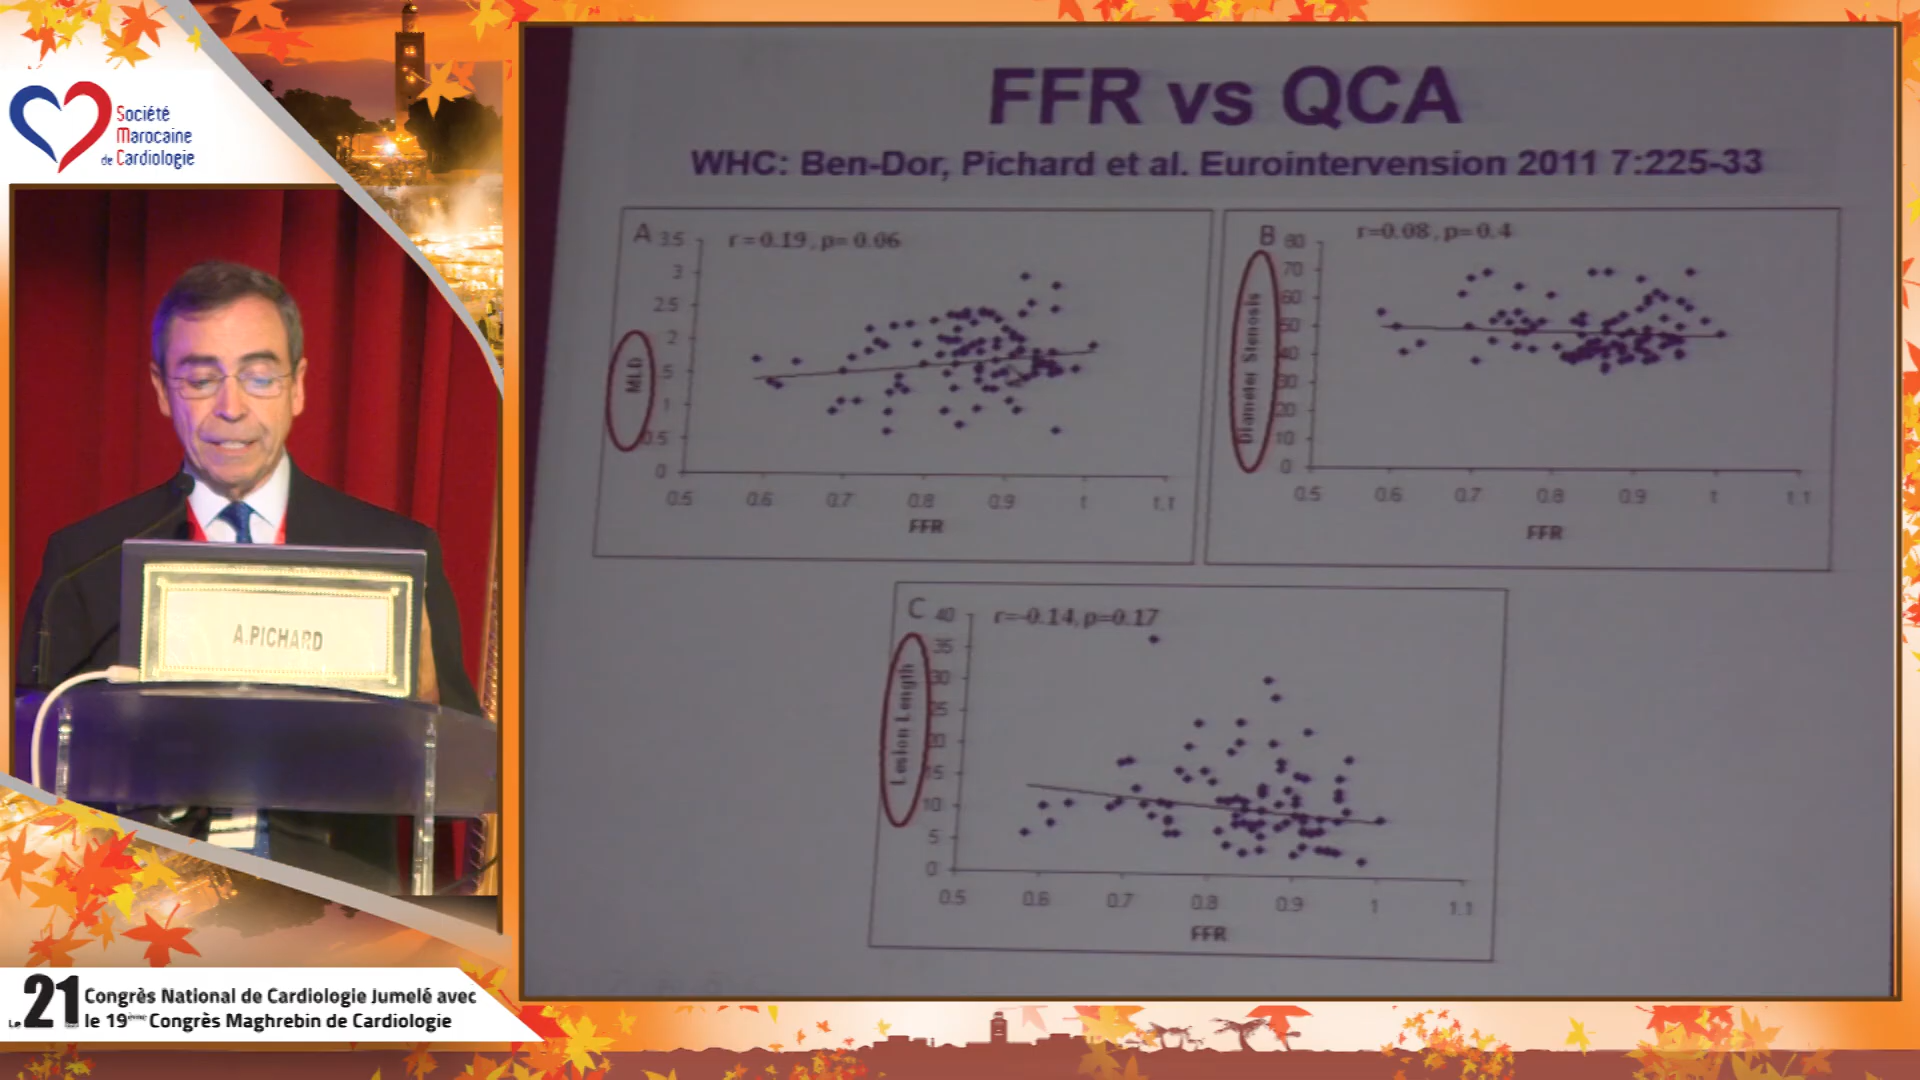 Société
Marocaine
de Cardiologie
A.PICHARD
Le 21 Congrès National de Cardiologie Jumelé avec
le 19ème Congrès Maghrebin de Cardiologie
FFR vs QCA
WHC: Ben-Dor, Pichard et al. Eurointervension 2011 7:225-33
A r=0.19, p=0.06
3.5
3
2.5
2
.5
1
0.5
0
MLD
0.5 0.6 0.7 0.8 0.9 1 1.1
FFR
B r=0.08, p=0.4
80
70
60
50
40
30
20
10
0
Diameter Stenosis
0.5 0.6 0.7 0.8 0.9 1 1.1
FFR
C r=-0.14, p=0.17
40
35
30
25
20
15
10
5
0
Lesion Length
0.5 0.6 0.7 0.8 0.9 1 1.1
FFR